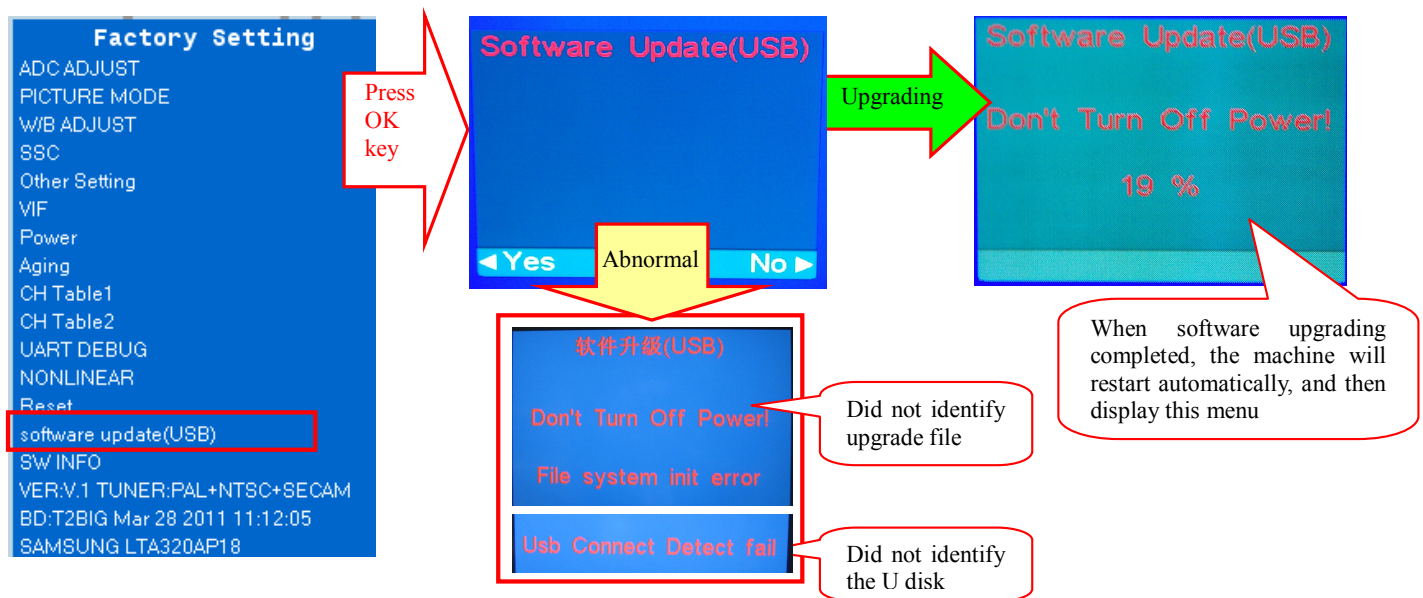 Factory Setting
ADC ADJUST
PICTURE MODE
W/B ADJUST
SSC
Other Setting
VIF
Power
Aging
CH Table1
CH Table2
UART DEBUG
NONLINEAR
Reset
software update(USB)
SW INFO
VER:V.1 TUNER:PAL+NTSC+SECAM
BD:T2BIG Mar 28 2011 11:12:05
SAMSUNG LTA320AP18
Press
OK
key
Software Update(USB)
◀Yes
No▶
Upgrading
Software Update(USB)
Don't Turn Off Power!
19 %
When software upgrading
completed, the machine will
restart automatically, and then
display this menu
Abnormal
软件升级(USB)
Don't Turn Off Power!
File system init error
Did not identify
upgrade file
Usb Connect Detect fail
Did not identify
the U disk